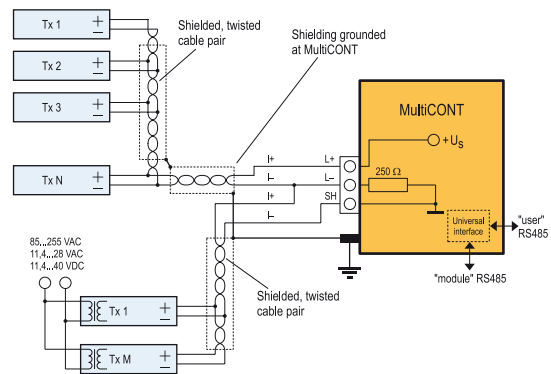 Tx 1
+
–
Shielded, twisted
cable pair
Shielding grounded
at MultiCONT
Tx 2
+
–
Tx 3
+
–
MultiCONT
+Us
I+
L+
250 Ω
Tx N
+
–
I–
L–
I+
SH
I–
Universal
interface
"user"
RS485
"module" RS485
85...255 VAC
11,4...28 VAC
11,4...40 VDC
Shielded, twisted
cable pair
Tx 1
+
–
Tx M
+
–